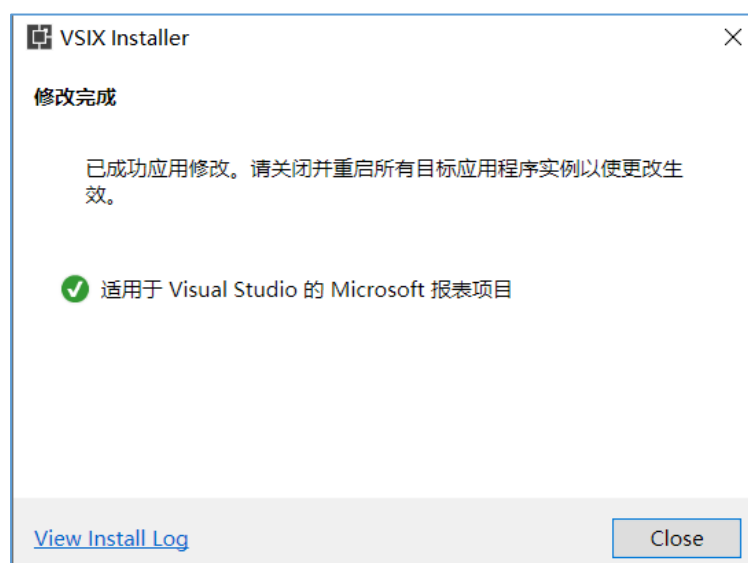 VSIX Installer
修改完成
已成功应用修改。请关闭并重启所有目标应用程序实例以使更改生
效。
适用于 Visual Studio 的 Microsoft 报表项目
View Install Log
Close